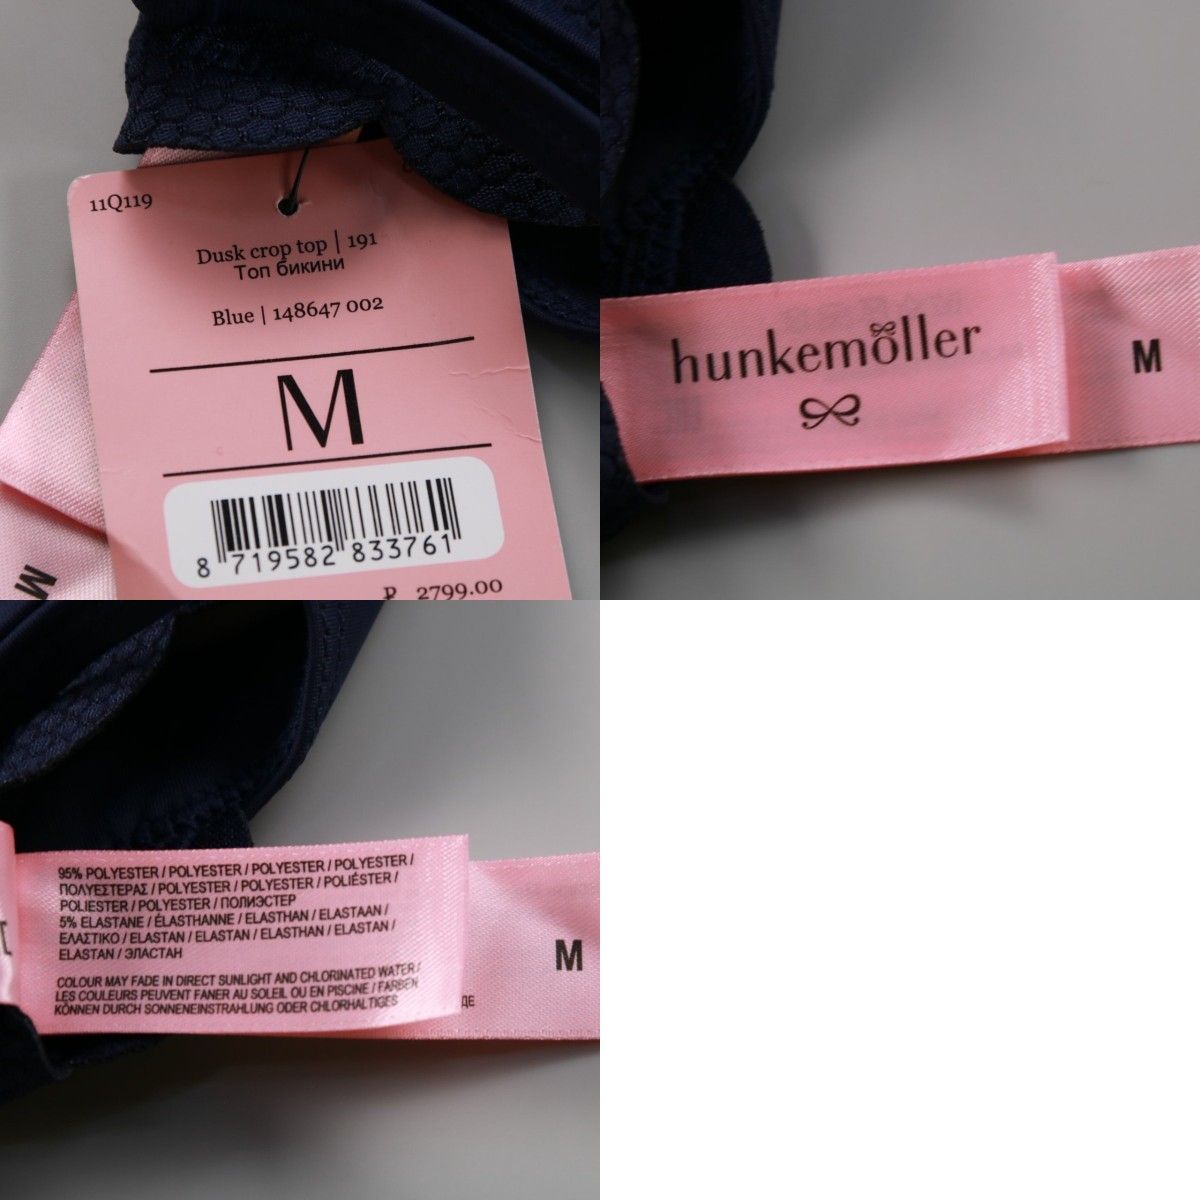 11Q119
Dusk crop top | 191
Топ бикини
Blue | 148647 002
M
8 719582 833761
₽ 2799.00
M
hunkemöller
M
95% POLYESTER / POLYESTER / POLYESTER / POLYESTER /
ΠΟΛΥΕΣΤΕΡΑΣ / POLYESTER / POLYESTER / POLIÉSTER /
POLIESTER / POLYESTER / ПОЛИЭСТЕР
5% ELASTANE / ÉLASTHANNE / ELASTHAN / ELASTAAN /
ΕΛΑΣΤΙΚΟ / ELASTAN / ELASTAN / ELASTHAN / ELASTAN /
ELASTAN / ЭЛАСТАН
COLOUR MAY FADE IN DIRECT SUNLIGHT AND CHLORINATED WATER /
LES COULEURS PEUVENT FANER AU SOLEIL OU EN PISCINE / FARBEN
KÖNNEN DURCH SONNENEINSTRAHLUNG ODER CHLORHALTIGES
M